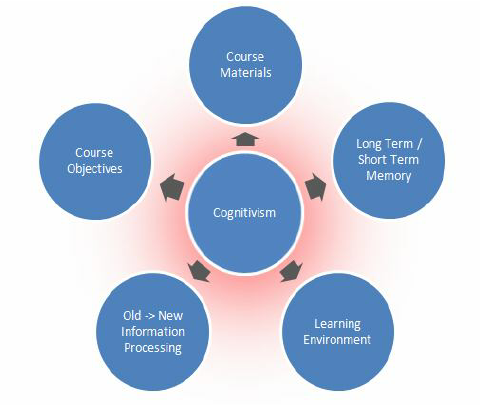 Course
Materials
Course
Objectives
Long Term /
Short Term
Memory
Cognitivism
Old -> New
Information
Processing
Learning
Environment